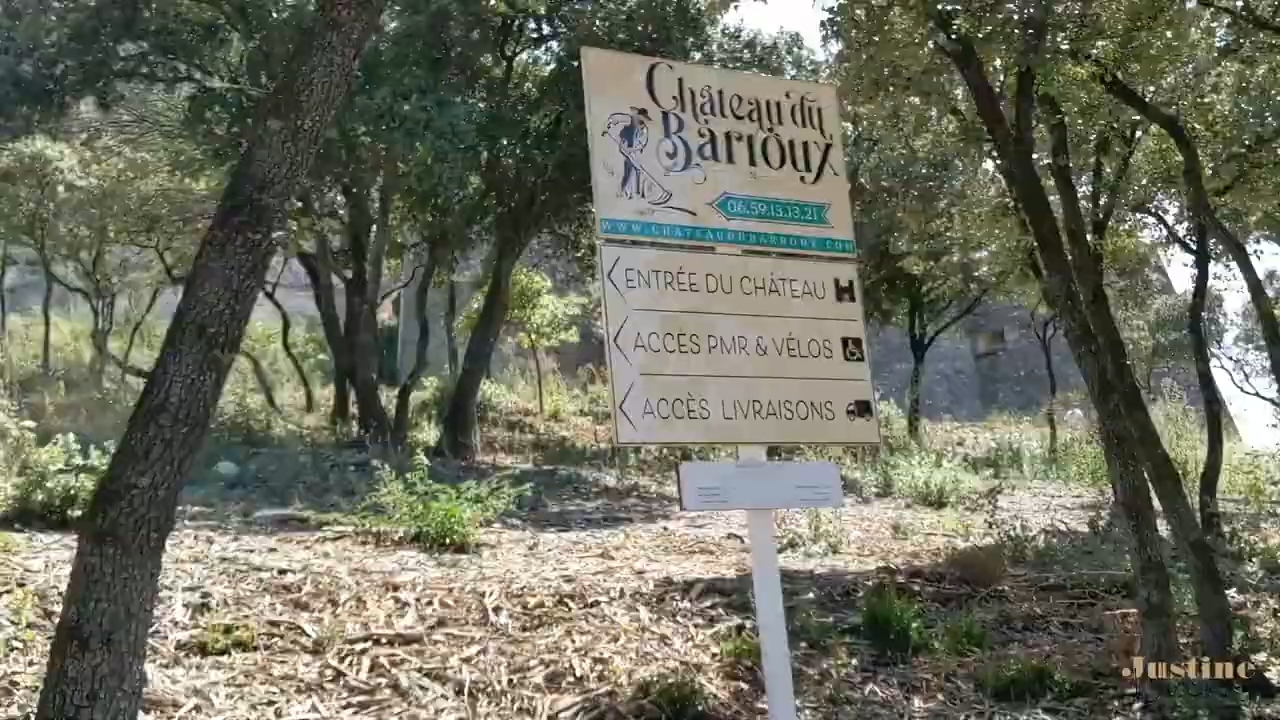 Château du
Barroux
06.59.13.13.21
WWW.CHATEAUDUBARROUX.COM
ENTRÉE DU CHÂTEAU
ACCÈS PMR & VÉLOS
ACCÈS LIVRAISONS
Justine